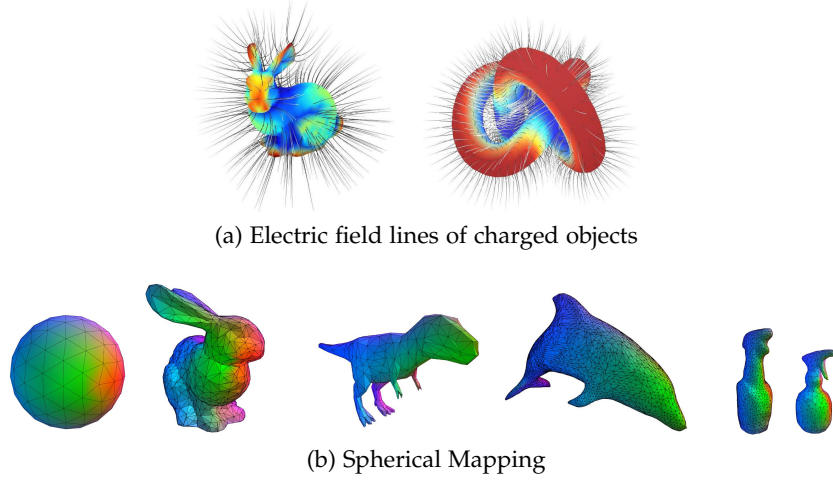 (a) Electric field lines of charged objects
(b) Spherical Mapping